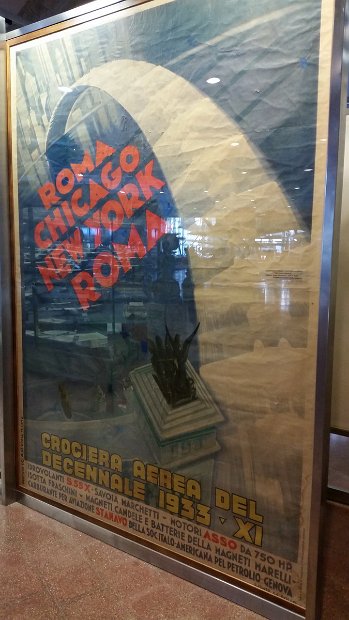 ROMA
CHICAGO
NEW YORK
ROMA
CROCIERA AEREA DEL
DECENNALE 1933 · XI
IDROVOLANTI S.55X · SAVOIA MARCHETTI · MOTORI ASSO DA 750 HP.
ISOTTA FRASCHINI · MAGNETI CANDELE E BATTERIE DELLA MAGNETI MARELLI ·
CARBURANTE PER AVIAZIONE STANAVO DELLA SOC. ITALO-AMERICANA PEL PETROLIO GENOVA